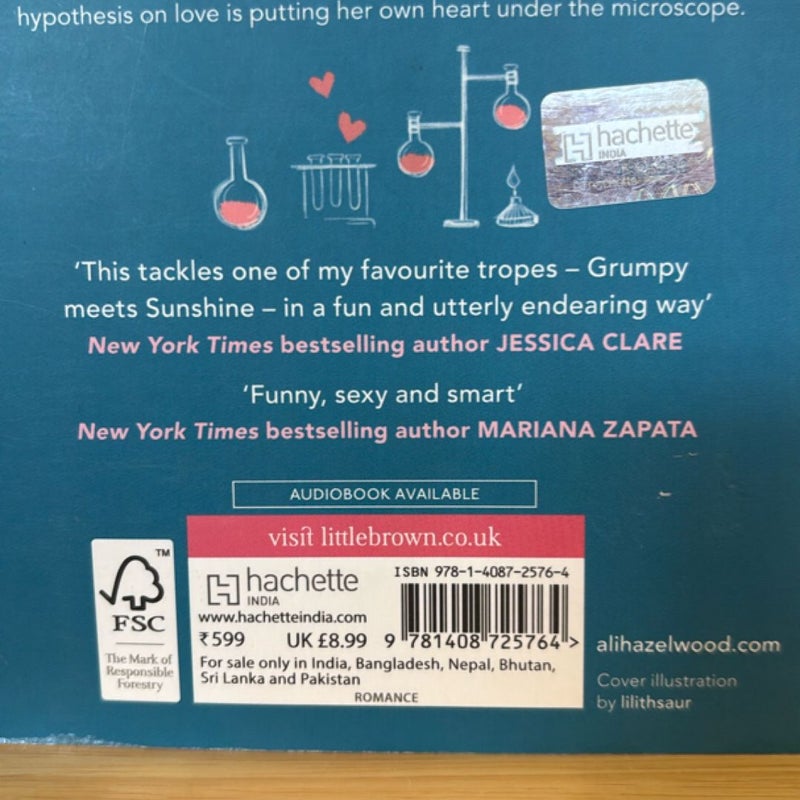 hypothesis on love is putting her own heart under the microscope.
hachette
INDIA
'This tackles one of my favourite tropes – Grumpy
meets Sunshine – in a fun and utterly endearing way'
New York Times bestselling author JESSICA CLARE
'Funny, sexy and smart'
New York Times bestselling author MARIANA ZAPATA
AUDIOBOOK AVAILABLE
visit littlebrown.co.uk
TM
FSC
The Mark of
Responsible
Forestry
hachette
INDIA
www.hachetteindia.com
₹599 UK £8.99
For sale only in India, Bangladesh, Nepal, Bhutan,
Sri Lanka and Pakistan
ROMANCE
ISBN 978-1-4087-2576-4
9 781408 725764 >
alihazelwood.com
Cover illustration
by lilithsaur